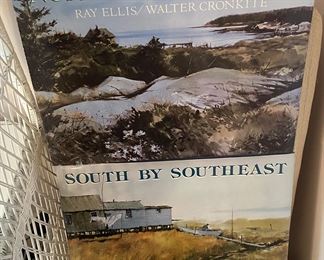 RAY ELLIS/WALTER CRONKITE
SOUTH BY SOUTHEAST